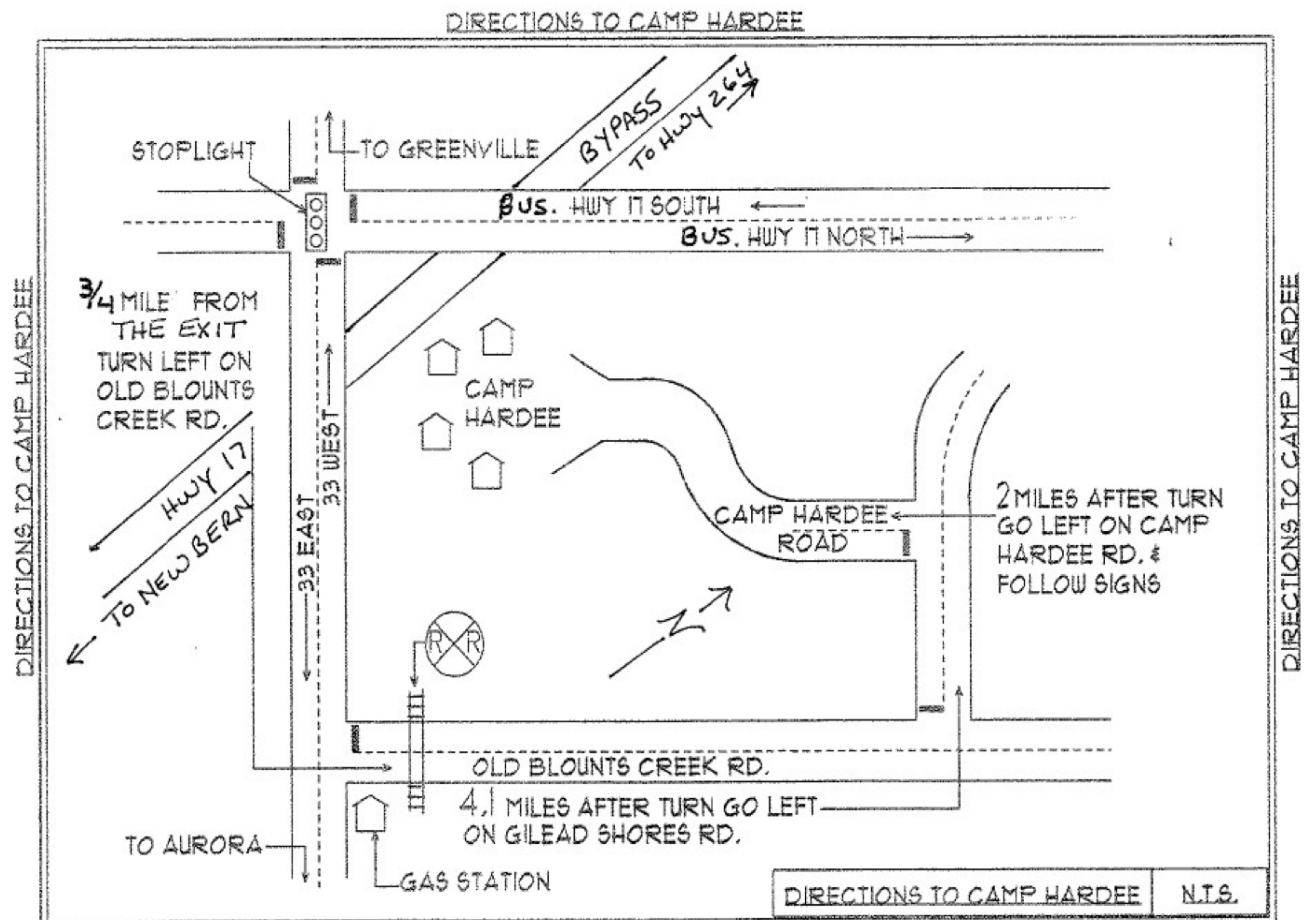 DIRECTIONS TO CAMP HARDEE
DIRECTIONS TO CAMP HARDEE
DIRECTIONS TO CAMP HARDEE
STOPLIGHT
TO GREENVILLE
BYPASS
TO HWY 264
BUS. HWY 17 SOUTH
BUS. HWY 17 NORTH
3/4 MILE FROM
THE EXIT
TURN LEFT ON
OLD BLOUNTS
CREEK RD.
HWY 17
TO NEW BERN
33 WEST
33 EAST
CAMP
HARDEE
CAMP HARDEE
ROAD
2 MILES AFTER TURN
GO LEFT ON CAMP
HARDEE RD. &
FOLLOW SIGNS
N
R R
OLD BLOUNTS CREEK RD.
4.1 MILES AFTER TURN GO LEFT
ON GILEAD SHORES RD.
TO AURORA
GAS STATION
DIRECTIONS TO CAMP HARDEE
N.T.S.